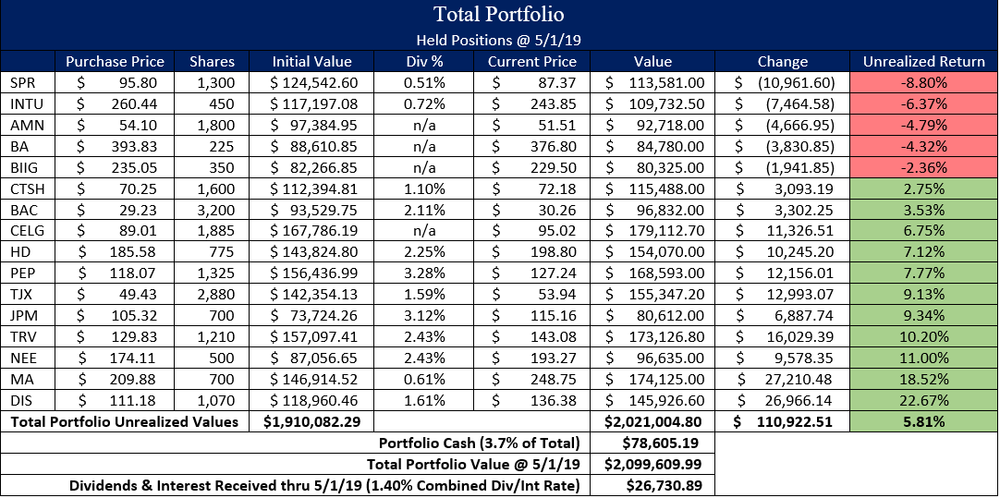 Total Portfolio
Held Positions @ 5/1/19
Purchase Price Shares Initial Value Div % Current Price Value Change Unrealized Return
SPR $ 95.80 1,300 $ 124,542.60 0.51% $ 87.37 $ 113,581.00 $ (10,961.60) -8.80%
INTU $ 260.44 450 $ 117,197.08 0.72% $ 243.85 $ 109,732.50 $ (7,464.58) -6.37%
AMN $ 54.10 1,800 $ 97,384.95 n/a $ 51.51 $ 92,718.00 $ (4,666.95) -4.79%
BA $ 393.83 225 $ 88,610.85 n/a $ 376.80 $ 84,780.00 $ (3,830.85) -4.32%
BIIG $ 235.05 350 $ 82,266.85 n/a $ 229.50 $ 80,325.00 $ (1,941.85) -2.36%
CTSH $ 70.25 1,600 $ 112,394.81 1.10% $ 72.18 $ 115,488.00 $ 3,093.19 2.75%
BAC $ 29.23 3,200 $ 93,529.75 2.11% $ 30.26 $ 96,832.00 $ 3,302.25 3.53%
CELG $ 89.01 1,885 $ 167,786.19 n/a $ 95.02 $ 179,112.70 $ 11,326.51 6.75%
HD $ 185.58 775 $ 143,824.80 2.25% $ 198.80 $ 154,070.00 $ 10,245.20 7.12%
PEP $ 118.07 1,325 $ 156,436.99 3.28% $ 127.24 $ 168,593.00 $ 12,156.01 7.77%
TJX $ 49.43 2,880 $ 142,354.13 1.59% $ 53.94 $ 155,347.20 $ 12,993.07 9.13%
JPM $ 105.32 700 $ 73,724.26 3.12% $ 115.16 $ 80,612.00 $ 6,887.74 9.34%
TRV $ 129.83 1,210 $ 157,097.41 2.43% $ 143.08 $ 173,126.80 $ 16,029.39 10.20%
NEE $ 174.11 500 $ 87,056.65 2.43% $ 193.27 $ 96,635.00 $ 9,578.35 11.00%
MA $ 209.88 700 $ 146,914.52 0.61% $ 248.75 $ 174,125.00 $ 27,210.48 18.52%
DIS $ 111.18 1,070 $ 118,960.46 1.61% $ 136.38 $ 145,926.60 $ 26,966.14 22.67%
Total Portfolio Unrealized Values $1,910,082.29 $2,021,004.80 $ 110,922.51 5.81%
Portfolio Cash (3.7% of Total) $78,605.19
Total Portfolio Value @ 5/1/19 $2,099,609.99
Dividends & Interest Received thru 5/1/19 (1.40% Combined Div/Int Rate) $26,730.89